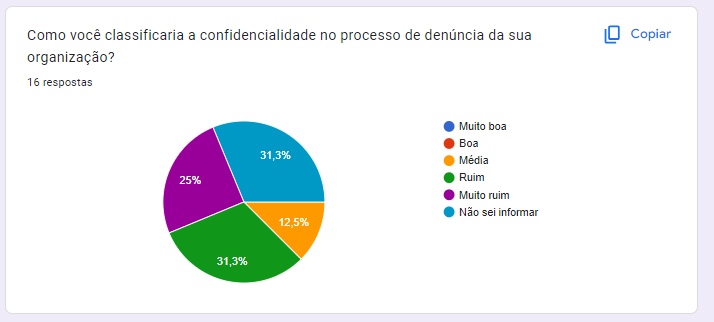 Como você classificaria a confidencialidade no processo de denúncia da sua
organização?
Copiar
16 respostas
31,3%
25%
12,5%
31,3%
Muito boa
Boa
Média
Ruim
Muito ruim
Não sei informar